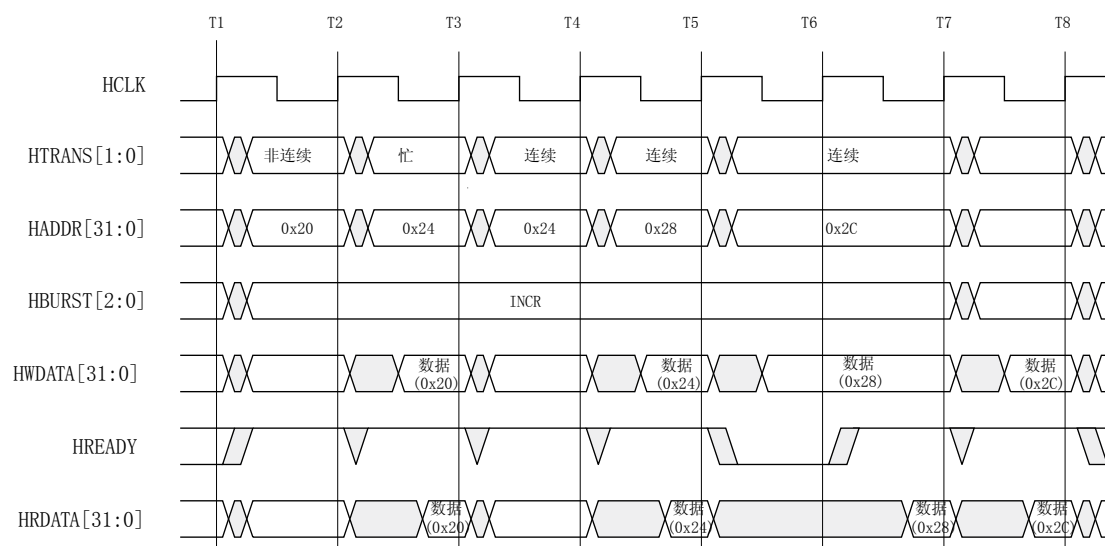 T1 T2 T3 T4 T5 T6 T7 T8
HCLK
HTRANS[1:0] 非连续 忙 连续 连续 连续
HADDR[31:0] 0x20 0x24 0x24 0x28 0x2C
HBURST[2:0] INCR
HWDATA[31:0] 数据 数据 数据 数据
(0x20) (0x24) (0x28) (0x2C)
HREADY
HRDATA[31:0] 数据 数据 数据 数据
(0x20) (0x24) (0x28) (0x2C)